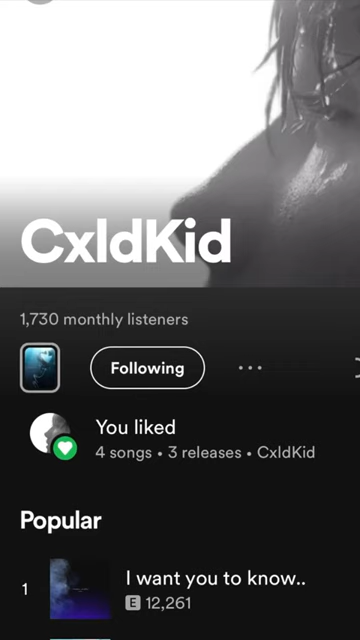 CxldKid
1,730 monthly listeners
Following
You liked
4 songs • 3 releases • CxldKid
Popular
1
I want you to know..
E 12,261